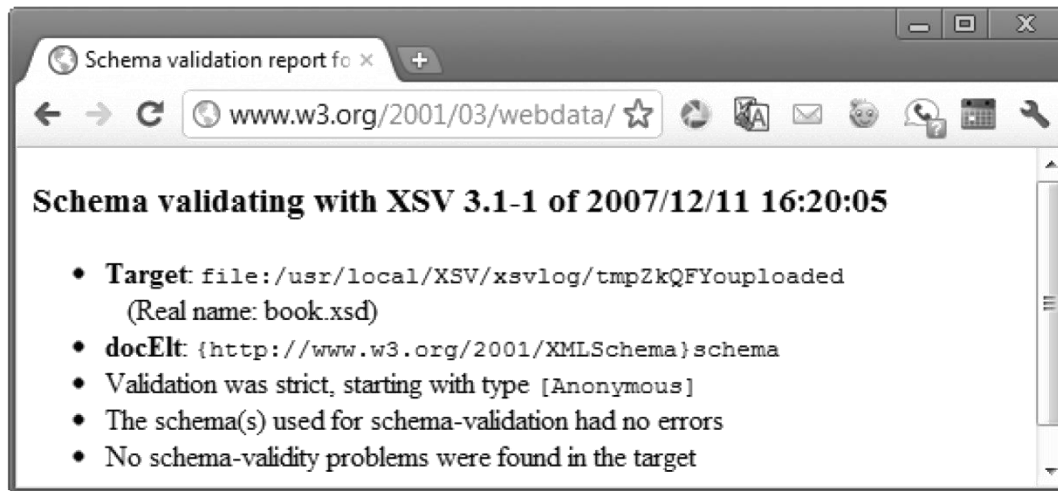 Schema validation report fo
www.w3.org/2001/03/webdata/
Schema validating with XSV 3.1-1 of 2007/12/11 16:20:05
• Target: file:/usr/local/XSV/xsvlog/tmpZkQFYouploaded
(Real name: book.xsd)
• docElt: {http://www.w3.org/2001/XMLSchema}schema
• Validation was strict, starting with type [Anonymous]
• The schema(s) used for schema-validation had no errors
• No schema-validity problems were found in the target